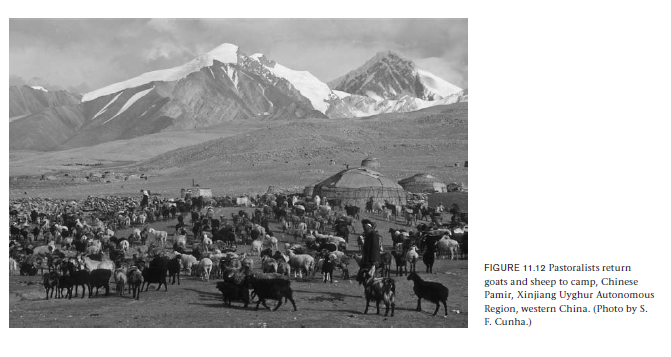 FIGURE 11.12 Pastoralists return
goats and sheep to camp, Chinese
Pamir, Xinjiang Uyghur Autonomous
Region, western China. (Photo by S.
F. Cunha.)